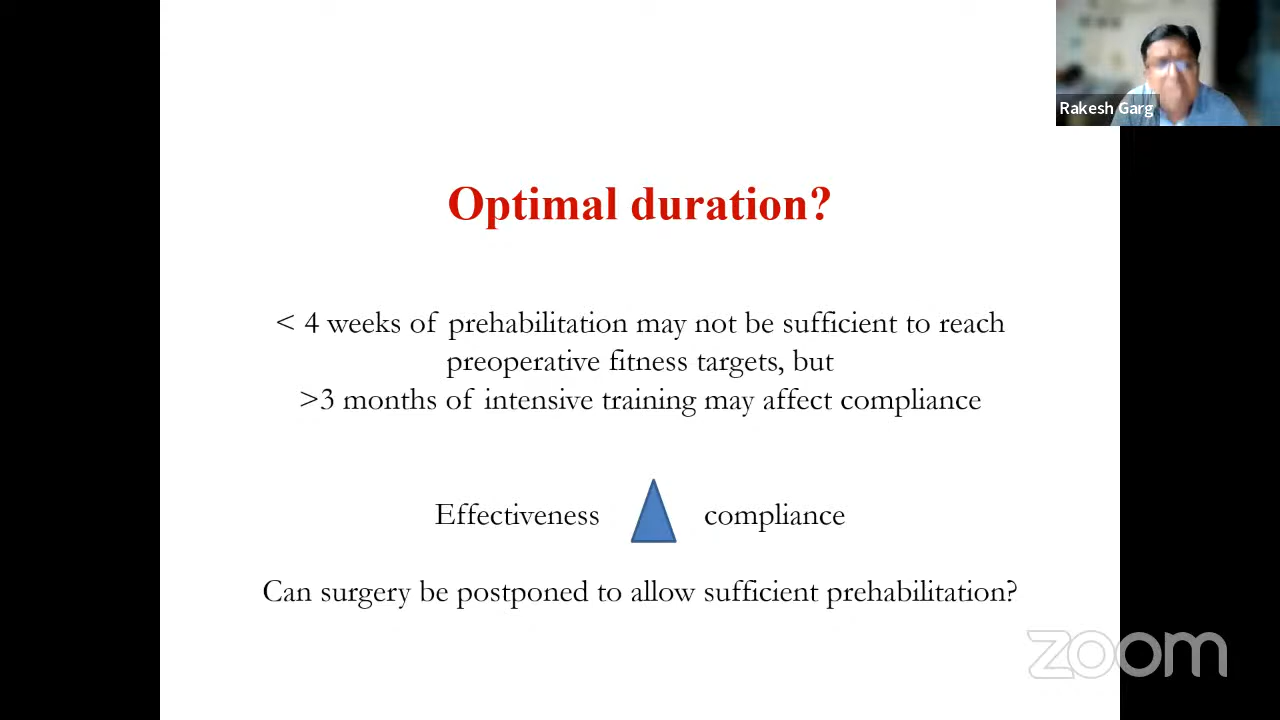 Rakesh Garg
Optimal duration?
< 4 weeks of prehabilitation may not be sufficient to reach
preoperative fitness targets, but
>3 months of intensive training may affect compliance
Effectiveness compliance
Can surgery be postponed to allow sufficient prehabilitation?
zoom